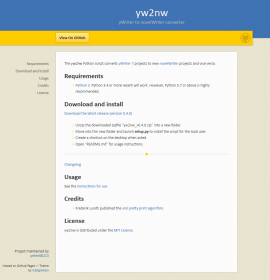 yw2nw
yWriter to novelWriter converter
View On GitHub
Requirements
Download and install
Usage
Credits
License
The yw2nw Python script converts yWriter 7 projects to new novelWriter projects and vice versa.
Requirements
Python 3. Python 3.4 or more recent will work. However, Python 3.7 or above is highly
recommended.
Download and install
Download the latest release
Unzip the downloaded zipfile into a new folder.
Move into this new folder and launch setup.py to install the script for the local user.
Create a shortcut on the desktop when asked.
Open "README.md" for usage instructions.
Changelog
Usage
See the instructions for use
Credits
Fredrik Lundh published the xml pretty print algorithm
License
yw2nw is distributed under the MIT License.
Project maintained by
peter88213
Hosted on GitHub Pages — Theme by
mattgraham